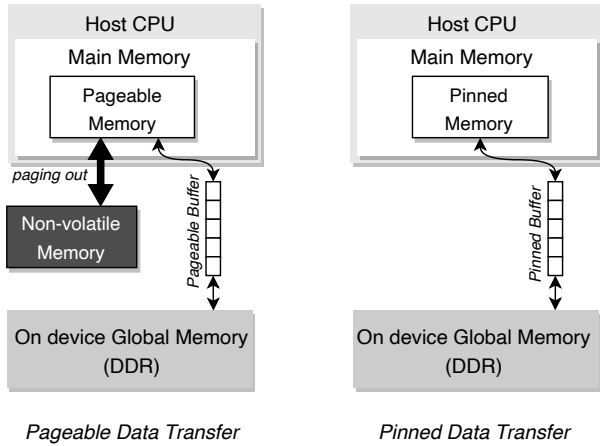 Host CPU
Main Memory
Pageable
Memory
paging out
Non-volatile
Memory
Pageable Buffer
On device Global Memory
(DDR)
Pageable Data Transfer
Host CPU
Main Memory
Pinned
Memory
Pinned Buffer
On device Global Memory
(DDR)
Pinned Data Transfer